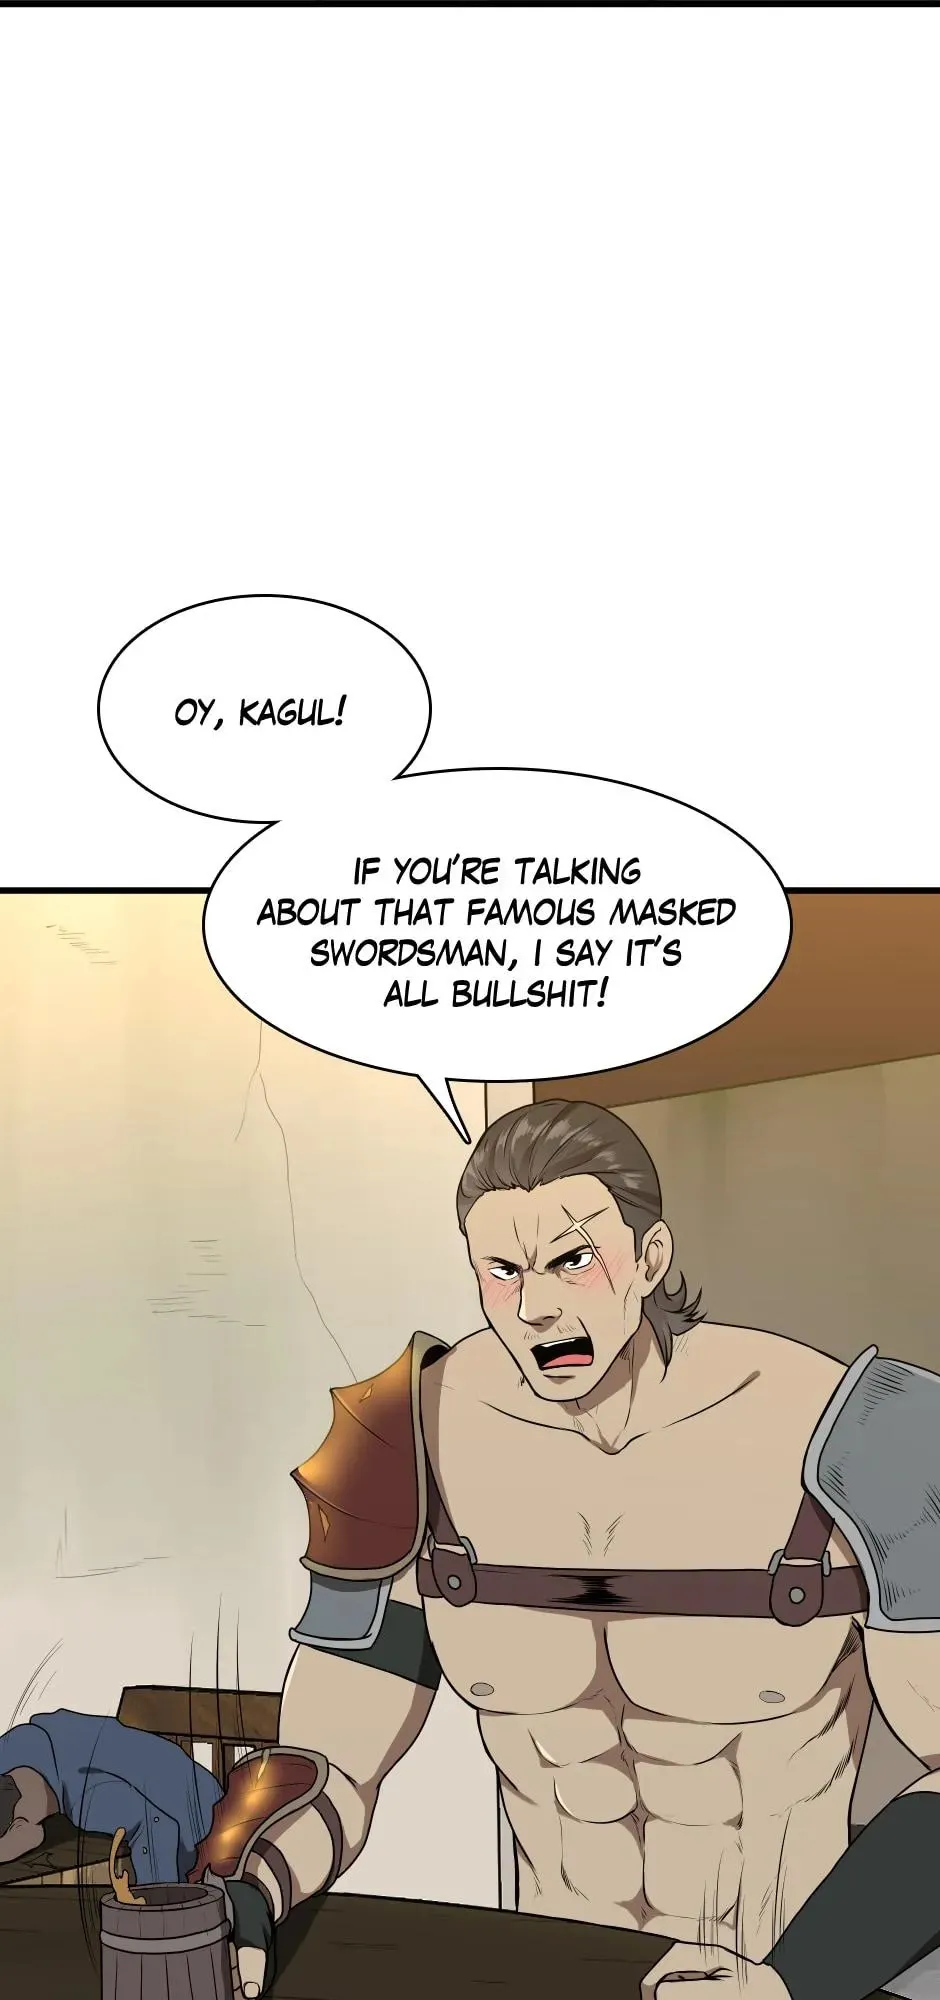 OY, KAGUL!
IF YOU'RE TALKING
ABOUT THAT FAMOUS MASKED
SWORDSMAN, I SAY IT'S
ALL BULLSHIT!